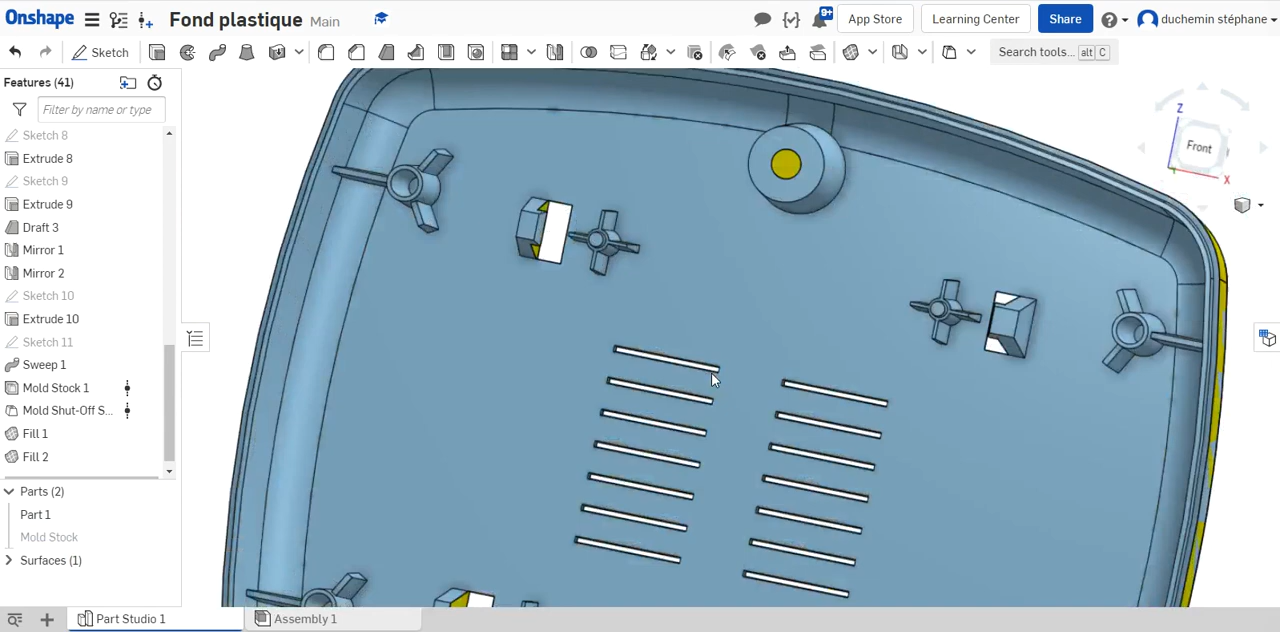 Onshape
Fond plastique Main
9+
App Store
Learning Center
Share
duchemin stéphane
Sketch
Search tools... alt C
Features (41)
Filter by name or type
Sketch 8
Extrude 8
Sketch 9
Extrude 9
Draft 3
Mirror 1
Mirror 2
Sketch 10
Extrude 10
Sketch 11
Sweep 1
Mold Stock 1
Mold Shut-Off S...
Fill 1
Fill 2
Parts (2)
Part 1
Mold Stock
Surfaces (1)
Z
Front
X
Part Studio 1
Assembly 1